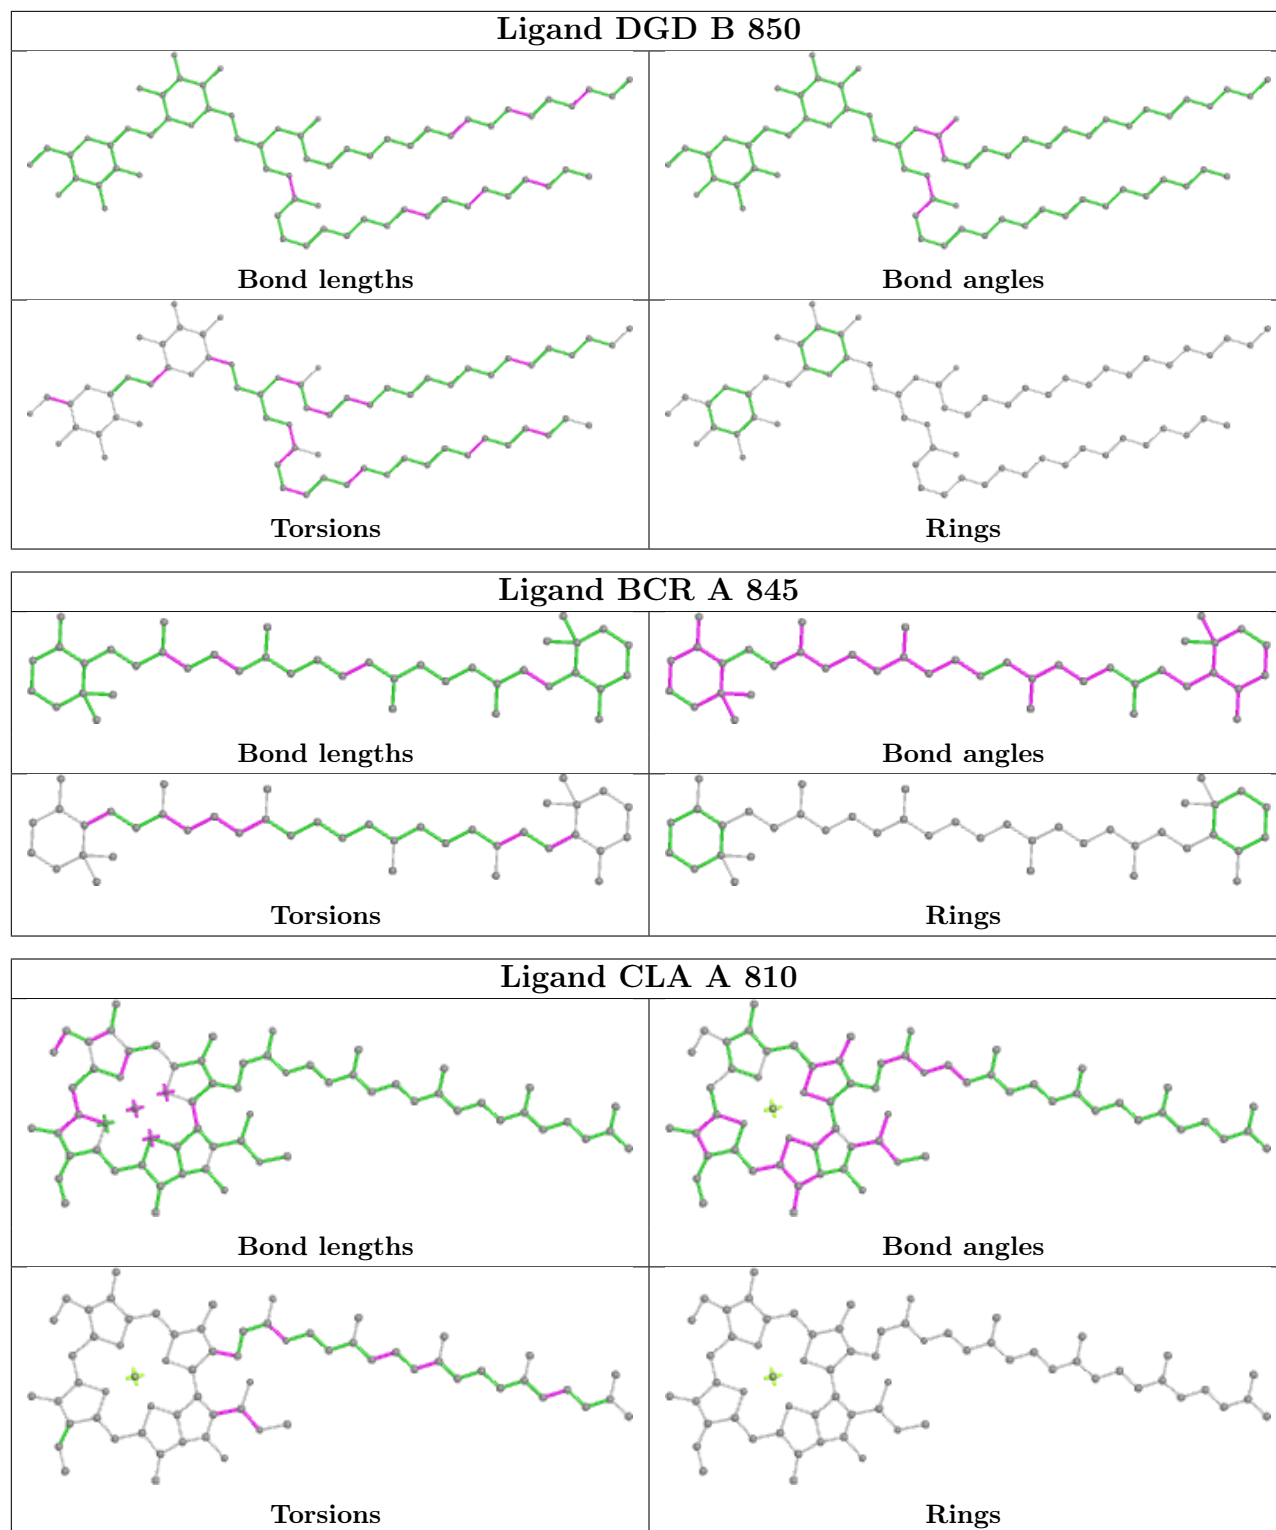 Ligand DGD B 850
Bond lengths
Bond angles
Torsions
Rings
Ligand BCR A 845
Bond lengths
Bond angles
Torsions
Rings
Ligand CLA A 810
Bond lengths
Bond angles
Torsions
Rings